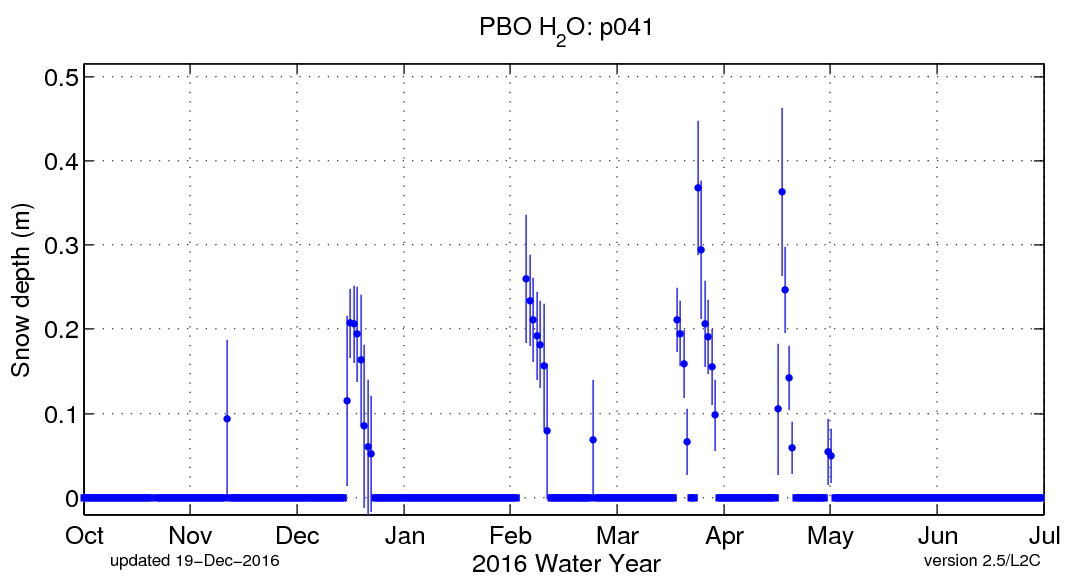 PBO H2O: p041
0.5
0.4
0.3
0.2
0.1
0
Snow depth (m)
Oct Nov Dec Jan Feb Mar Apr May Jun Jul
updated 19−Dec−2016
2016 Water Year
version 2.5/L2C